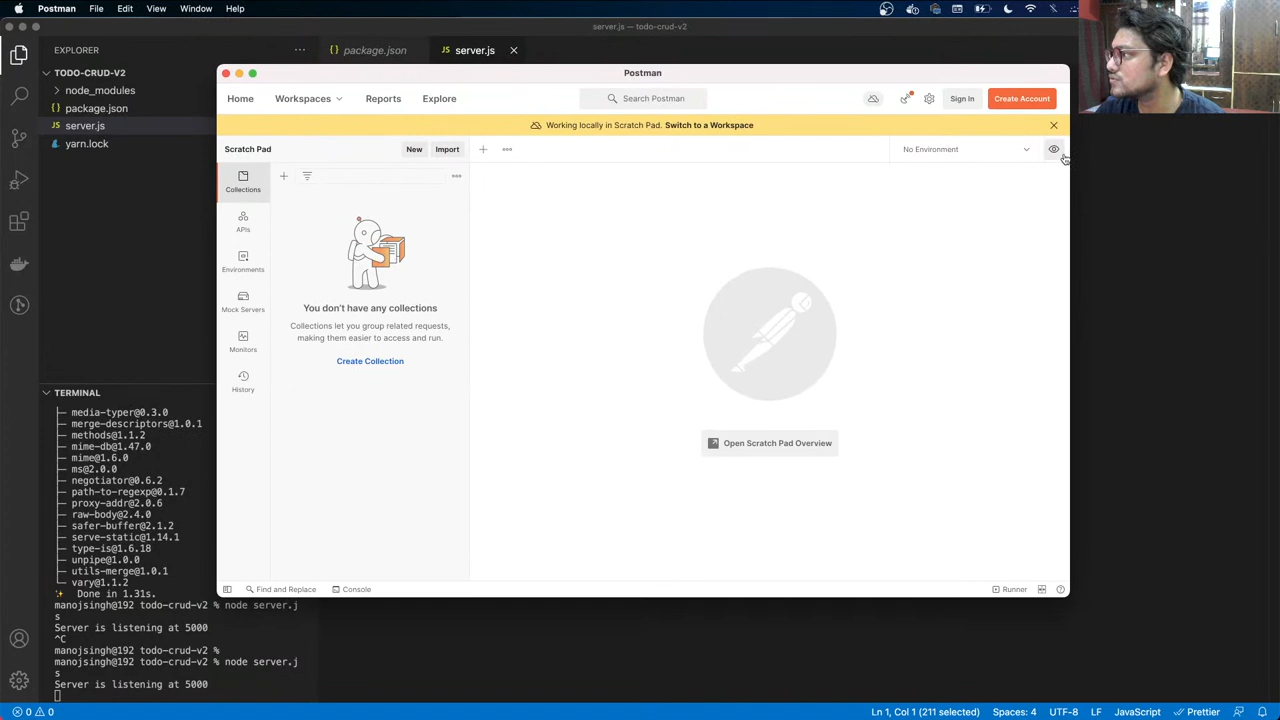 Postman File Edit View Window Help
server.js — todo-crud-v2
EXPLORER
package.json
server.js
TODO-CRUD-V2
node_modules
package.json
server.js
yarn.lock
Postman
Home Workspaces Reports Explore
Search Postman
Sign In Create Account
Working locally in Scratch Pad. Switch to a Workspace
Scratch Pad
New Import
No Environment
Collections
APIs
Environments
Mock Servers
Monitors
History
You don't have any collections
Collections let you group related requests,
making them easier to access and run.
Create Collection
Open Scratch Pad Overview
Find and Replace Console
Runner
TERMINAL
├─ media-typer@0.3.0
├─ merge-descriptors@1.0.1
├─ methods@1.1.2
├─ mime-db@1.47.0
├─ mime@1.6.0
├─ ms@2.0.0
├─ negotiator@0.6.2
├─ path-to-regexp@0.1.7
├─ proxy-addr@2.0.6
├─ raw-body@2.4.0
├─ safer-buffer@2.1.2
├─ serve-static@1.14.1
├─ type-is@1.6.18
├─ unpipe@1.0.0
├─ utils-merge@1.0.1
└─ vary@1.1.2
✨ Done in 1.31s.
manojsingh@192 todo-crud-v2 % node server.j
s
Server is listening at 5000
^C
manojsingh@192 todo-crud-v2 %
manojsingh@192 todo-crud-v2 % node server.j
s
Server is listening at 5000
0 0
Ln 1, Col 1 (211 selected) Spaces: 4 UTF-8 LF JavaScript Prettier